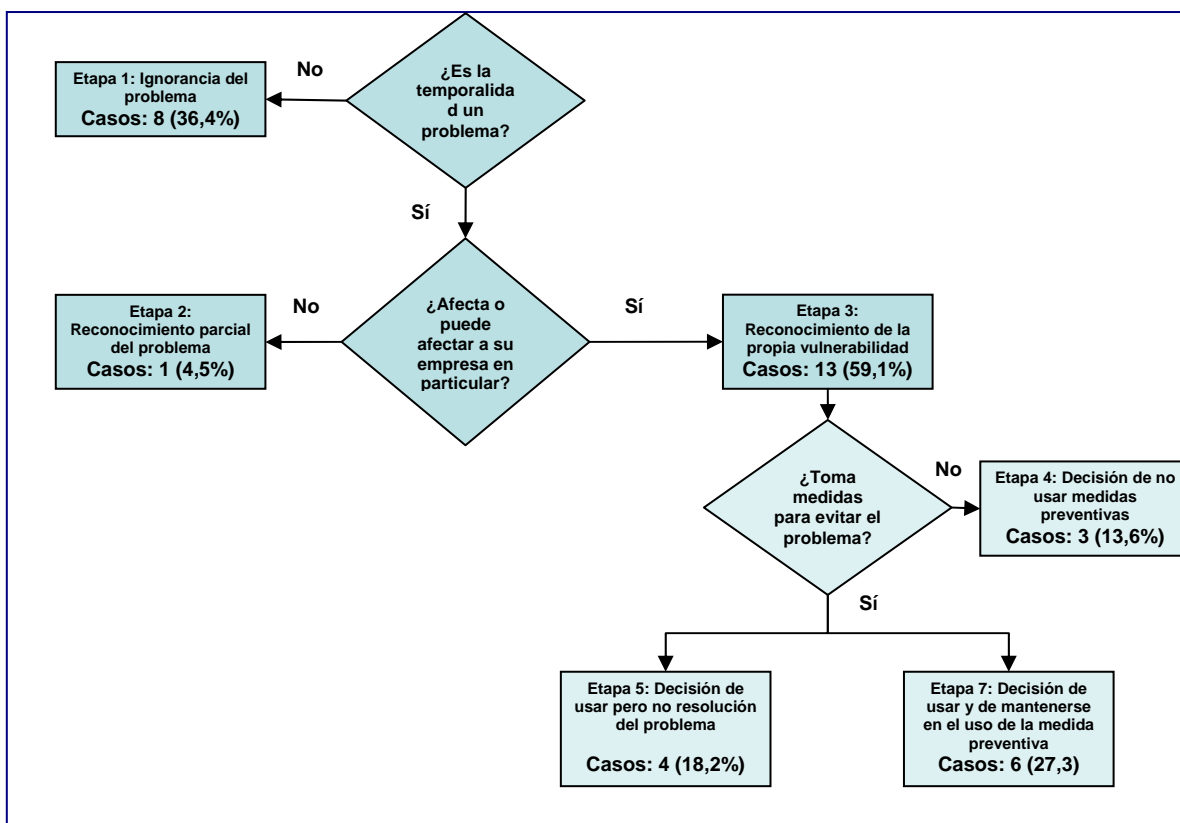 ¿Es la
temporalida
d un
problema?
No
Etapa 1: Ignorancia del
problema
Casos: 8 (36,4%)
Sí
¿Afecta o
puede
afectar a su
empresa en
particular?
No
Etapa 2:
Reconocimiento parcial
del problema
Casos: 1 (4,5%)
Sí
Etapa 3:
Reconocimiento de la
propia vulnerabilidad
Casos: 13 (59,1%)
¿Toma
medidas
para evitar el
problema?
No
Etapa 4: Decisión de no
usar medidas
preventivas
Casos: 3 (13,6%)
Sí
Etapa 5: Decisión de
usar pero no resolución
del problema
Casos: 4 (18,2%)
Etapa 7: Decisión de
usar y de mantenerse
en el uso de la medida
preventiva
Casos: 6 (27,3)